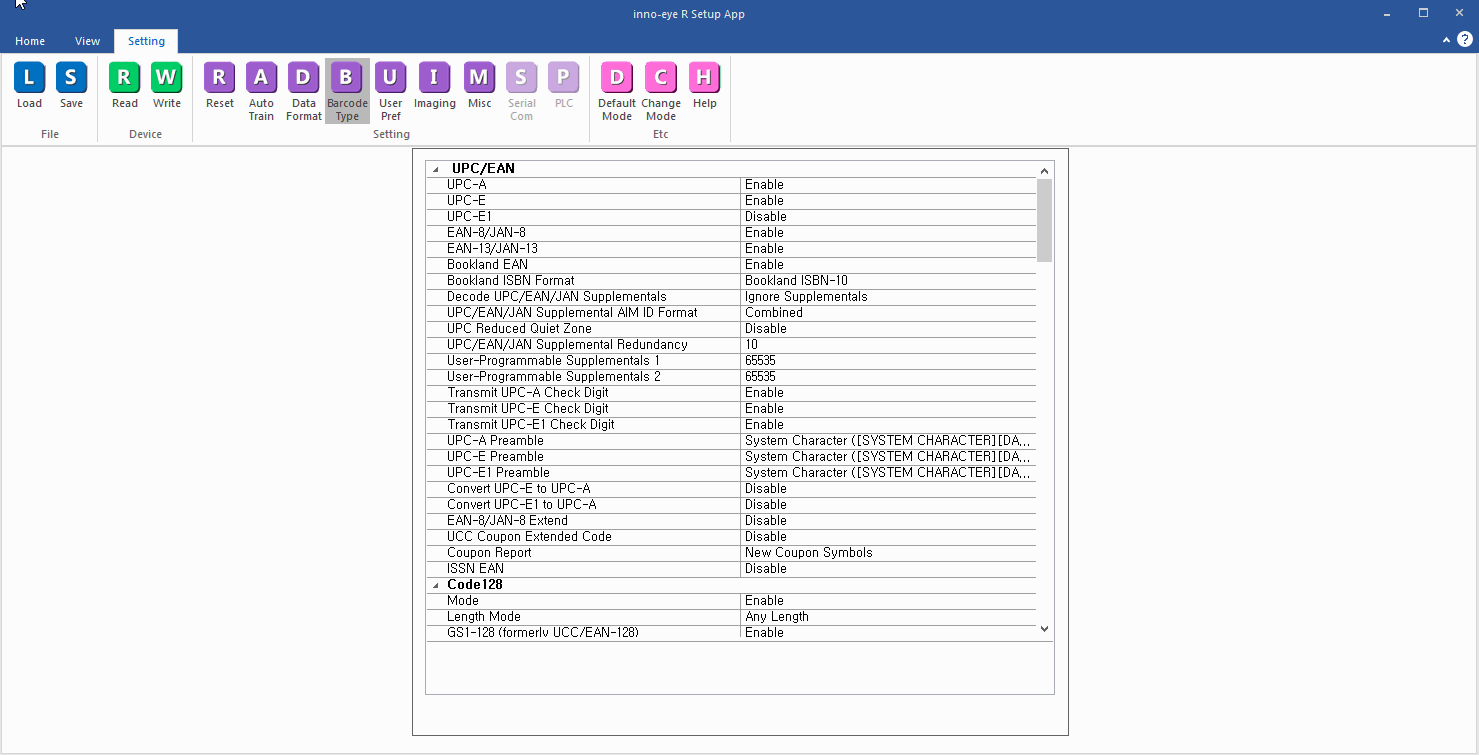 inno-eye R Setup App
Home View Setting
?
L S R W R A D B U I M S P D C H
Load Save Read Write Reset Auto Train Data Format Barcode Type User Pref Imaging Misc Serial Com PLC Default Mode Change Mode Help
File Device Setting Etc
UPC/EAN
UPC-A Enable
UPC-E Enable
UPC-E1 Disable
EAN-8/JAN-8 Enable
EAN-13/JAN-13 Enable
Bookland EAN Enable
Bookland ISBN Format Bookland ISBN-10
Decode UPC/EAN/JAN Supplementals Ignore Supplementals
UPC/EAN/JAN Supplemental AIM ID Format Combined
UPC Reduced Quiet Zone Disable
UPC/EAN/JAN Supplemental Redundancy 10
User-Programmable Supplementals 1 65535
User-Programmable Supplementals 2 65535
Transmit UPC-A Check Digit Enable
Transmit UPC-E Check Digit Enable
Transmit UPC-E1 Check Digit Enable
UPC-A Preamble System Character ([SYSTEM CHARACTER][DA...
UPC-E Preamble System Character ([SYSTEM CHARACTER][DA...
UPC-E1 Preamble System Character ([SYSTEM CHARACTER][DA...
Convert UPC-E to UPC-A Disable
Convert UPC-E1 to UPC-A Disable
EAN-8/JAN-8 Extend Disable
UCC Coupon Extended Code Disable
Coupon Report New Coupon Symbols
ISSN EAN Disable
Code128
Mode Enable
Length Mode Any Length
GS1-128 (formerly UCC/EAN-128) Enable